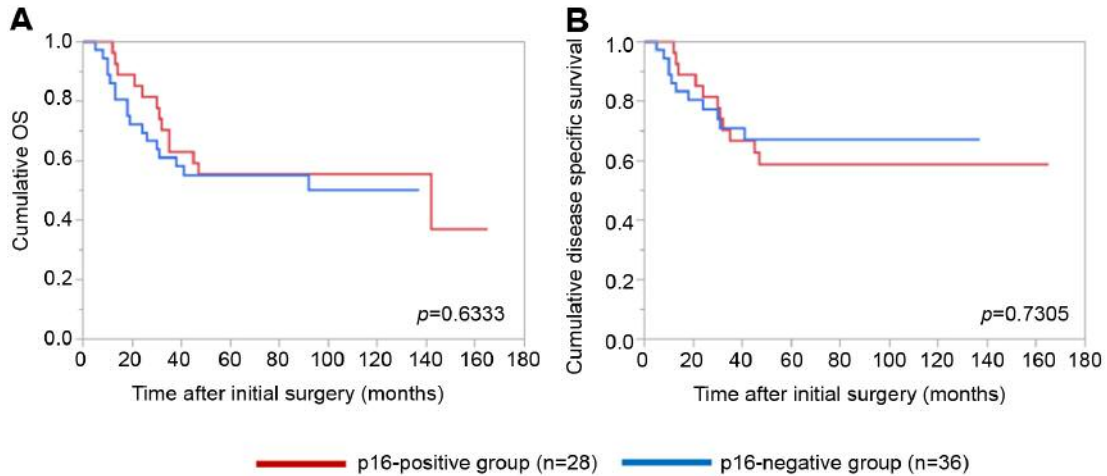 A
Cumulative OS
1.0
0.8
0.6
0.4
0.2
0.0
p=0.6333
0 20 40 60 80 100 120 140 160 180
Time after initial surgery (months)
B
Cumulative disease specific survival
1.0
0.8
0.6
0.4
0.2
0.0
p=0.7305
0 20 40 60 80 100 120 140 160 180
Time after initial surgery (months)
p16-positive group (n=28) p16-negative group (n=36)